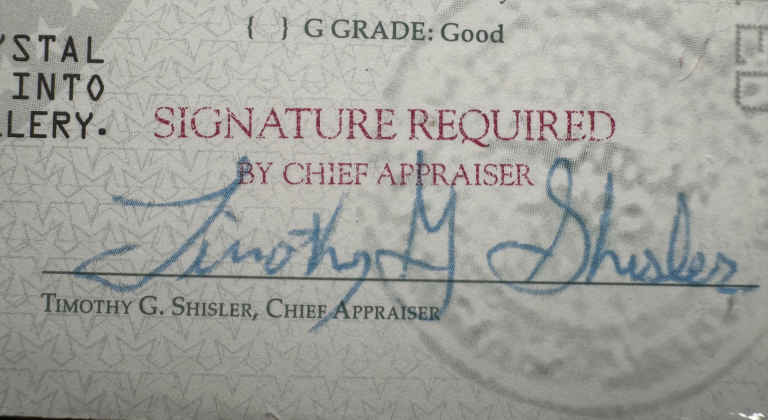 { } G GRADE: Good
YSTAL
INTO
LLERY.
SIGNATURE REQUIRED
BY CHIEF APPRAISER
Timothy G Shisler
TIMOTHY G. SHISLER, CHIEF APPRAISER